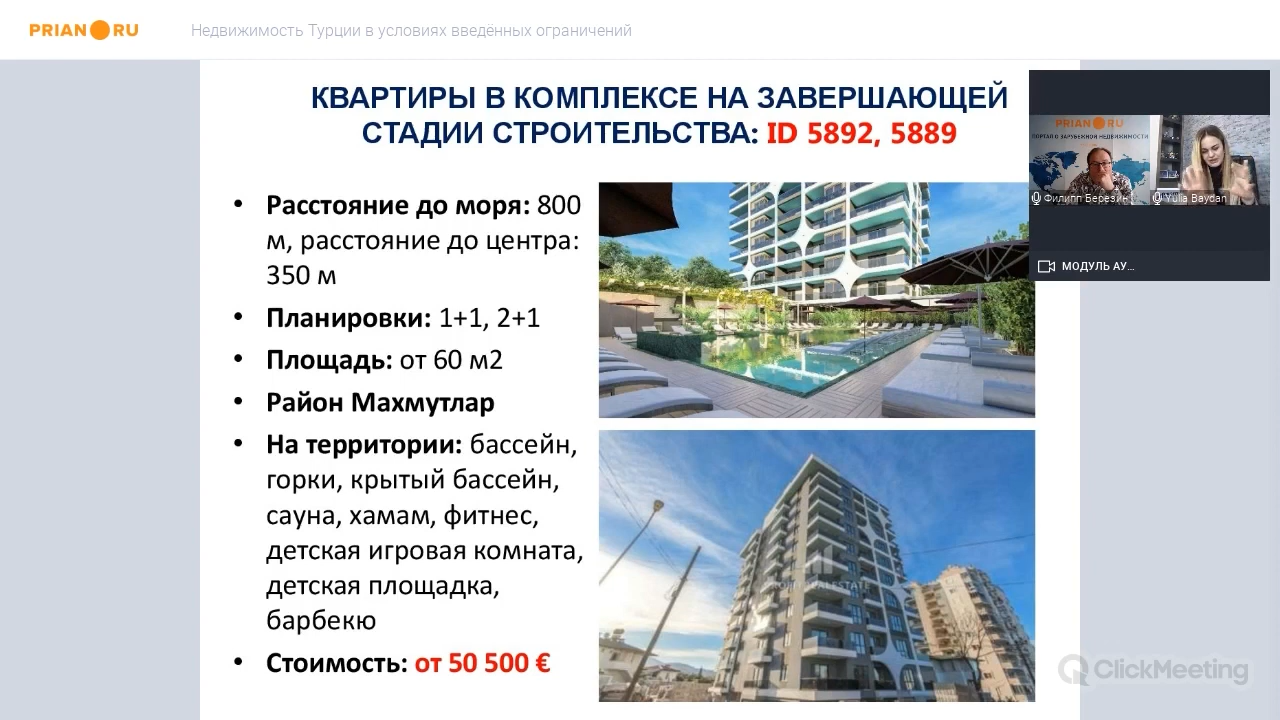 PRIAN RU
Недвижимость Турции в условиях введённых ограничений
КВАРТИРЫ В КОМПЛЕКСЕ НА ЗАВЕРШАЮЩЕЙ
СТАДИИ СТРОИТЕЛЬСТВА: ID 5892, 5889
• Расстояние до моря: 800
м, расстояние до центра:
350 м
• Планировки: 1+1, 2+1
• Площадь: от 60 м2
• Район Махмутлар
• На территории: бассейн,
горки, крытый бассейн,
сауна, хамам, фитнес,
детская игровая комната,
детская площадка,
барбекю
• Стоимость: от 50 500 €
PRIAN RU
ПОРТАЛ О ЗАРУБЕЖНОЙ НЕДВИЖИМОСТИ
Филипп Березин
Yulia Baydan
МОДУЛЬ АУ...
ClickMeeting